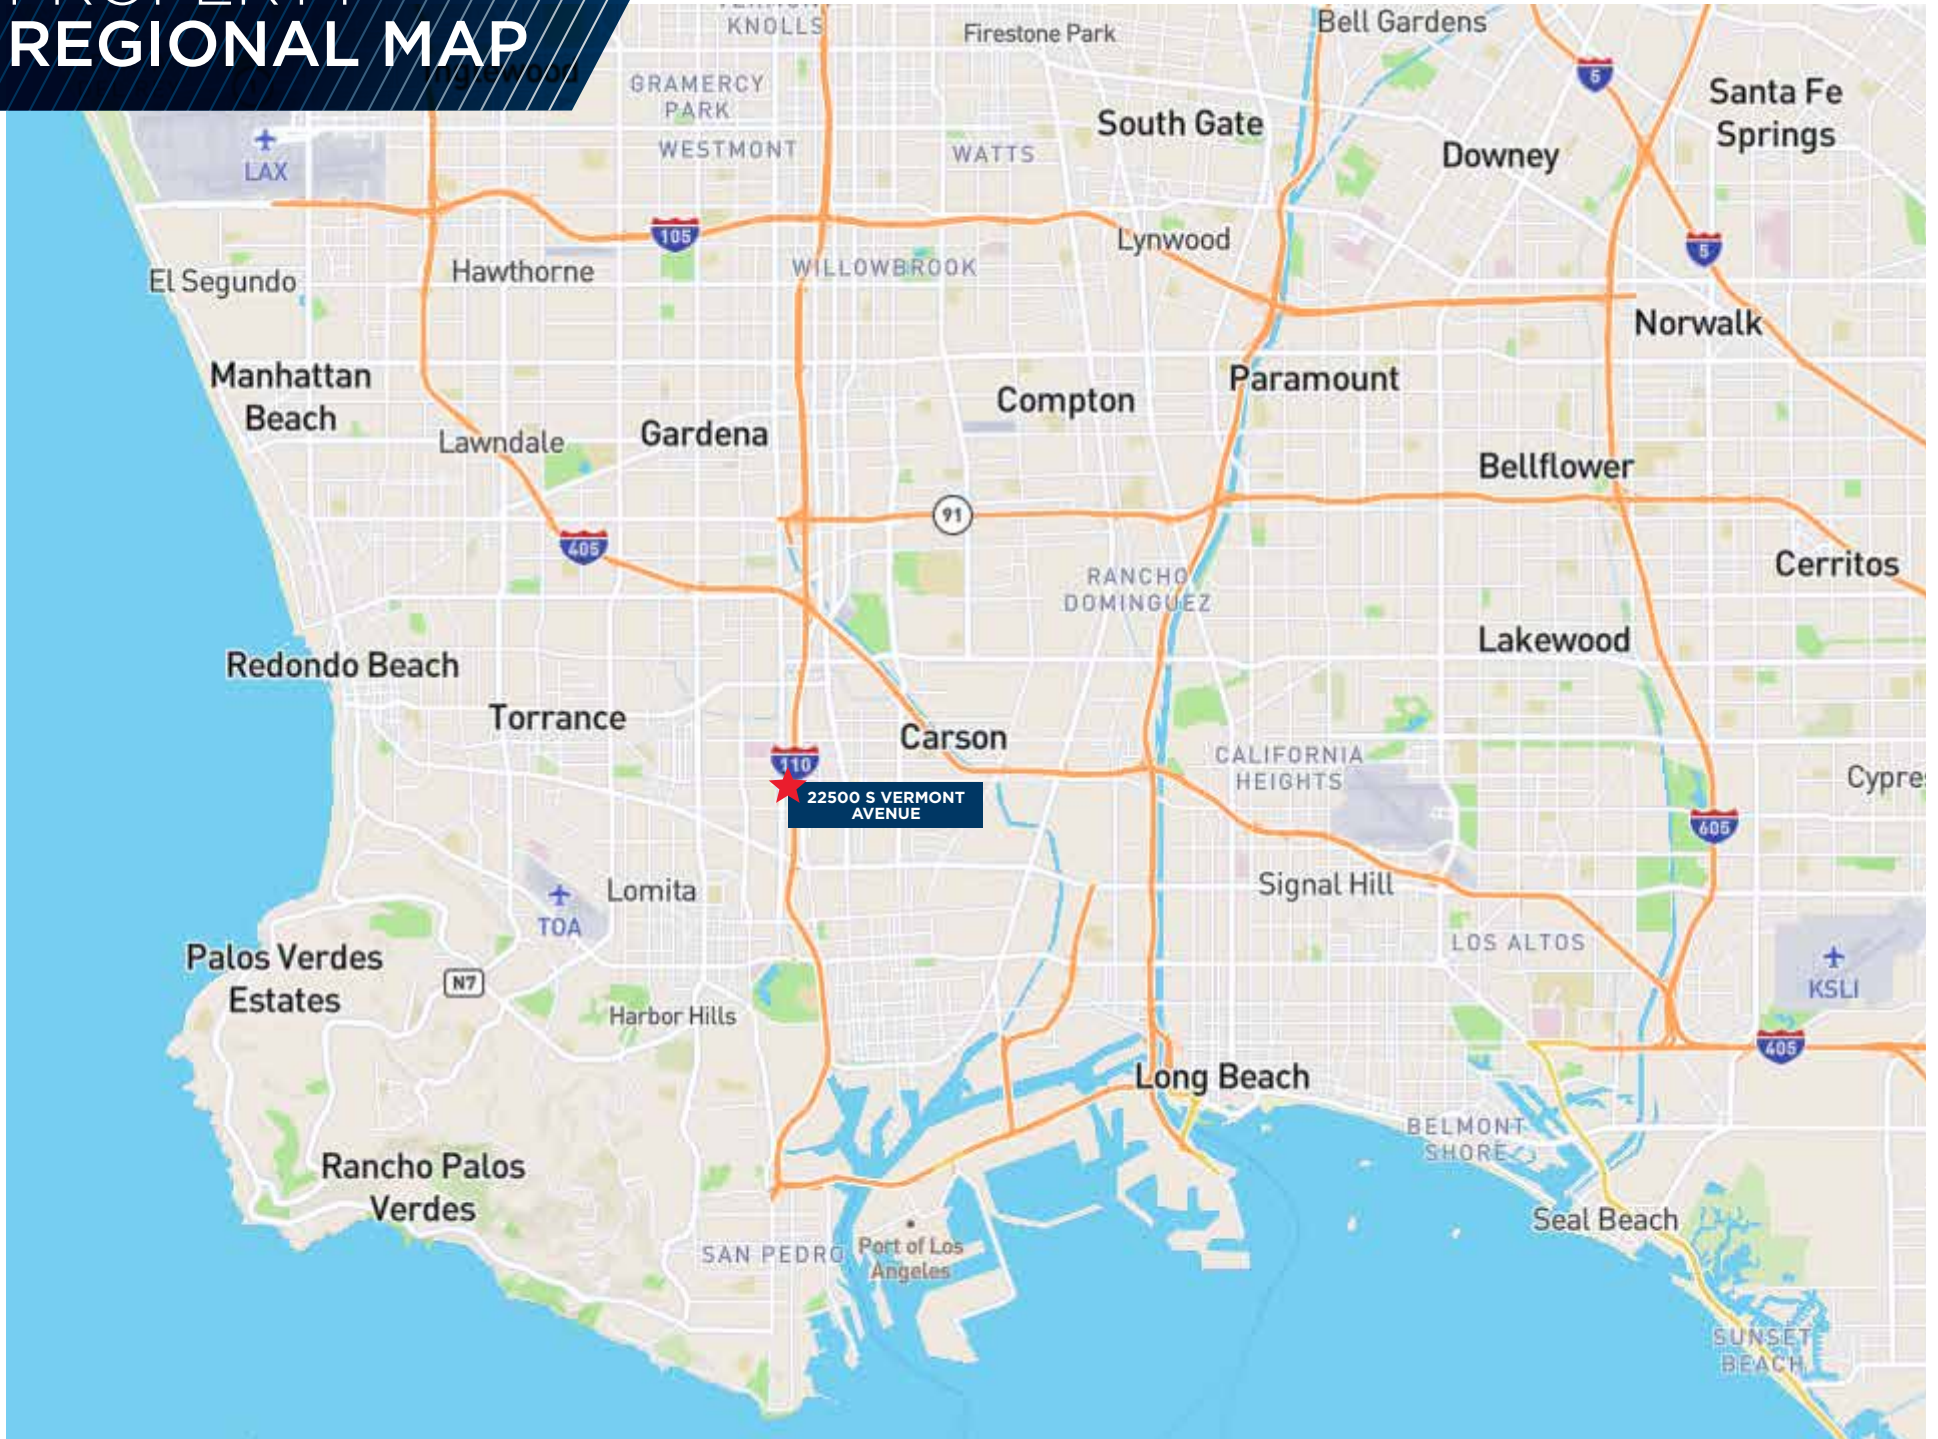 PROPERTY
REGIONAL MAP
Inglewood
KNOLLS
Firestone Park
Bell Gardens
5
Santa Fe
Springs
GRAMERCY
PARK
South Gate
Downey
WESTMONT
WATTS
LAX
105
Lynwood
5
El Segundo
Hawthorne
WILLOWBROOK
Norwalk
Manhattan
Beach
Compton
Paramount
Lawndale
Gardena
Bellflower
91
405
RANCHO
DOMINGUEZ
Cerritos
Redondo Beach
Lakewood
Torrance
Carson
110
CALIFORNIA
HEIGHTS
Cypre
22500 S VERMONT
AVENUE
605
Lomita
Signal Hill
TOA
LOS ALTOS
Palos Verdes
Estates
N7
KSLI
Harbor Hills
405
Long Beach
BELMONT
SHORE
Rancho Palos
Verdes
Seal Beach
SAN PEDRO
Port of Los
Angeles
SUNSET
BEACH